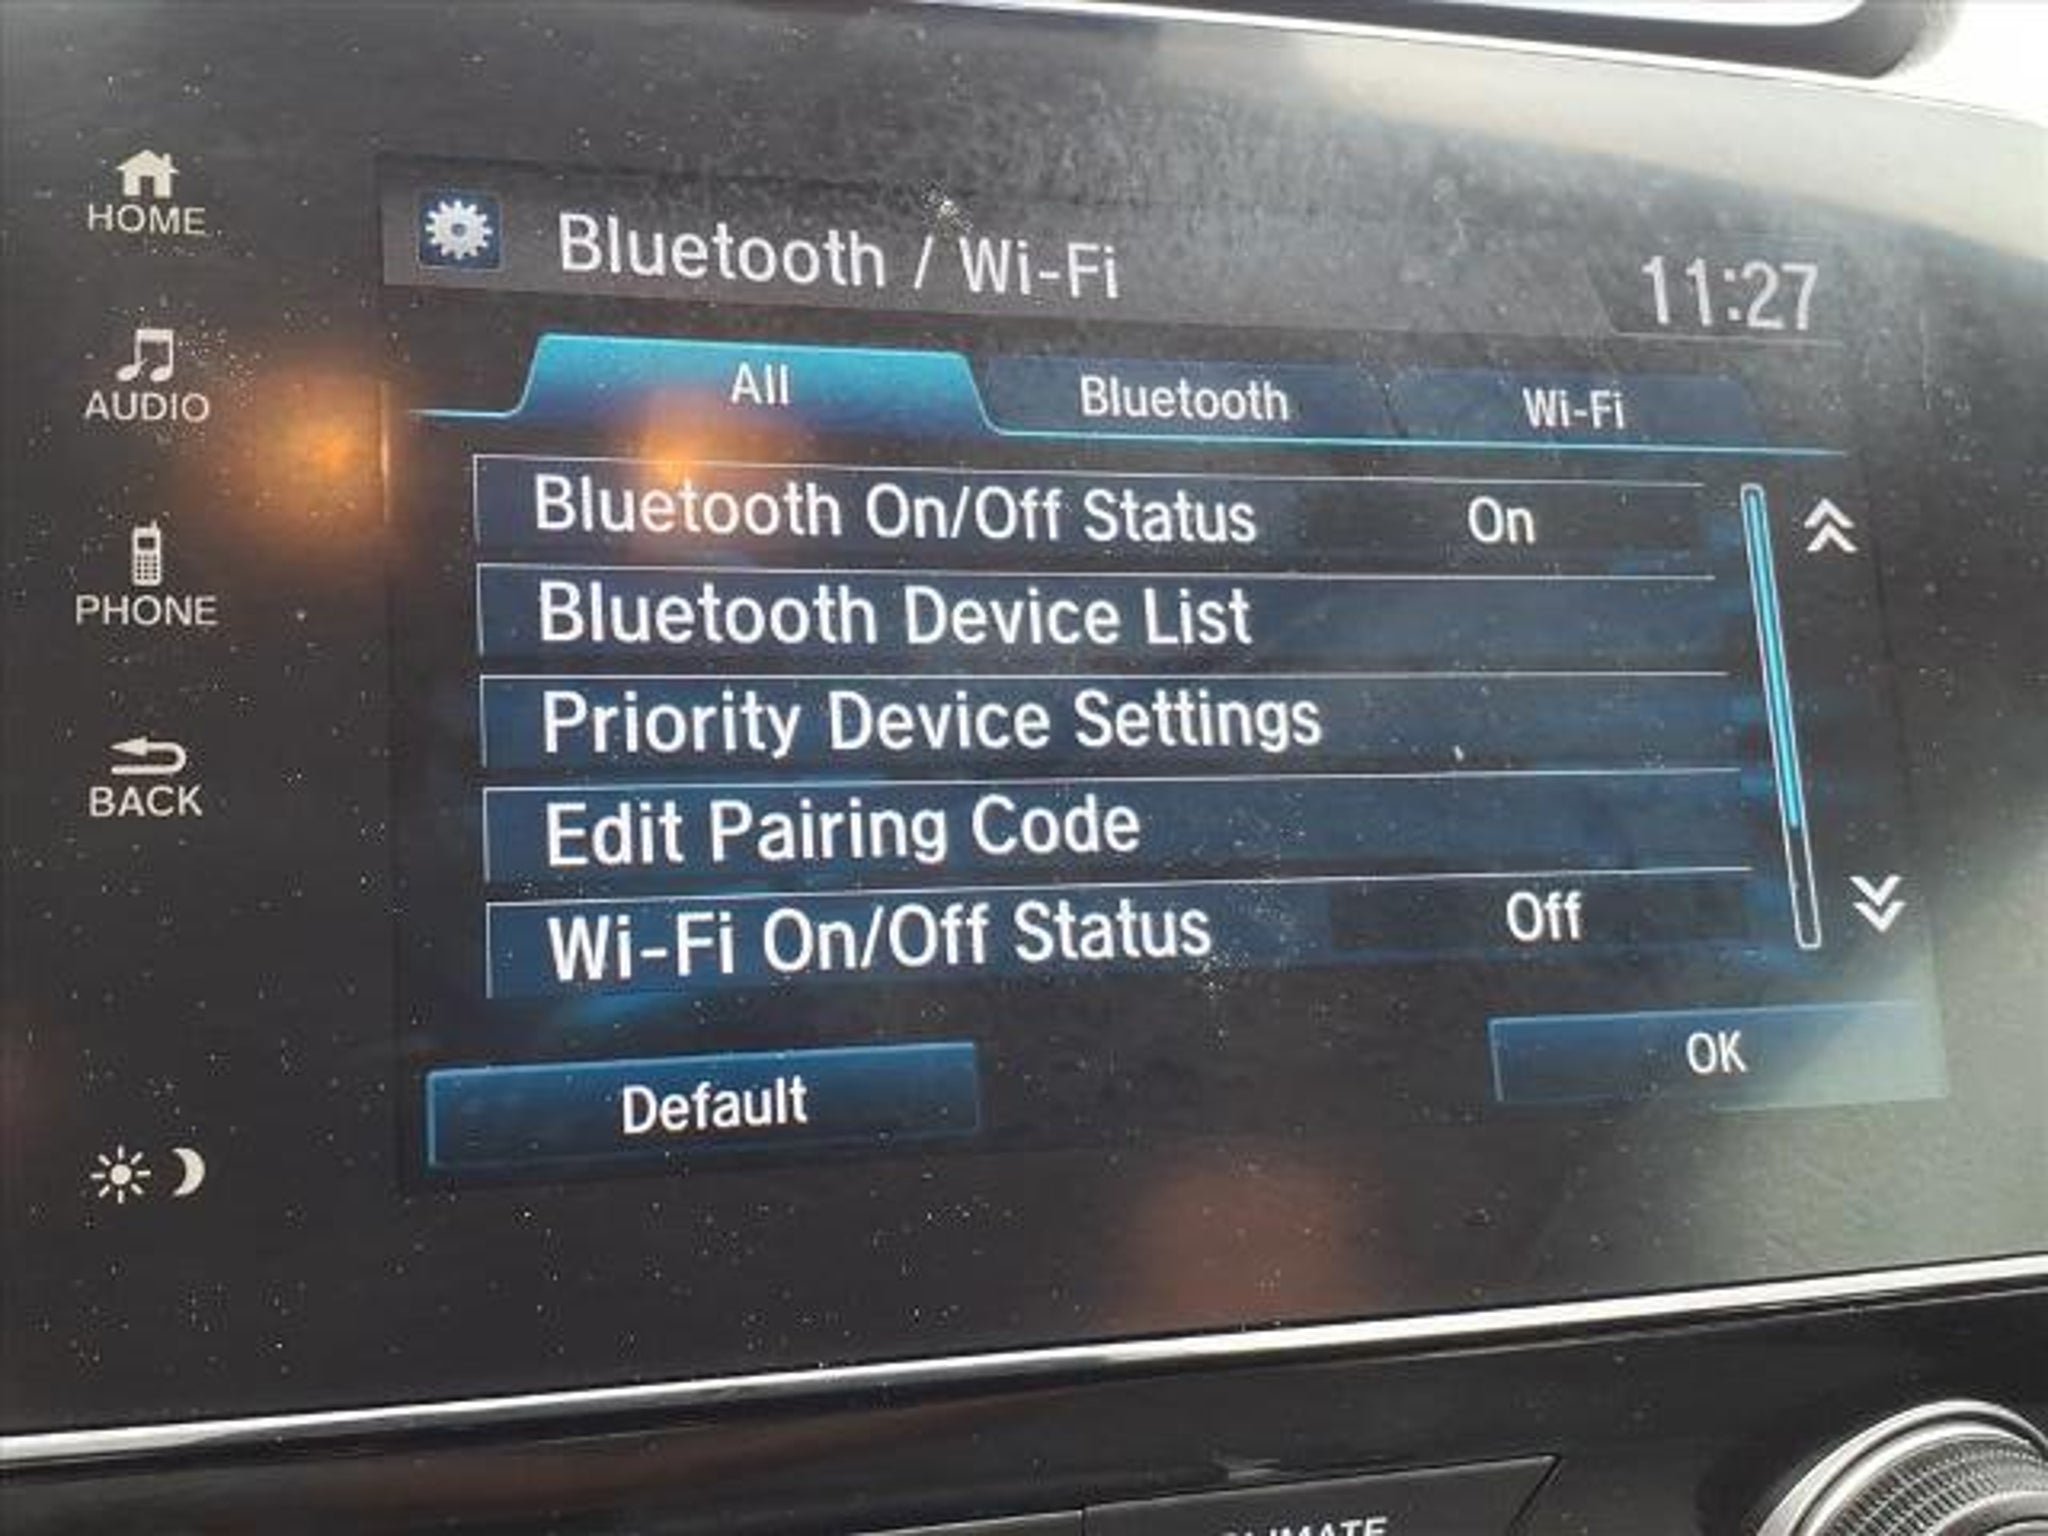 HOME
AUDIO
PHONE
BACK
Bluetooth / Wi-Fi
11:27
All
Bluetooth
Wi-Fi
Bluetooth On/Off Status On
Bluetooth Device List
Priority Device Settings
Edit Pairing Code
Wi-Fi On/Off Status Off
Default
OK